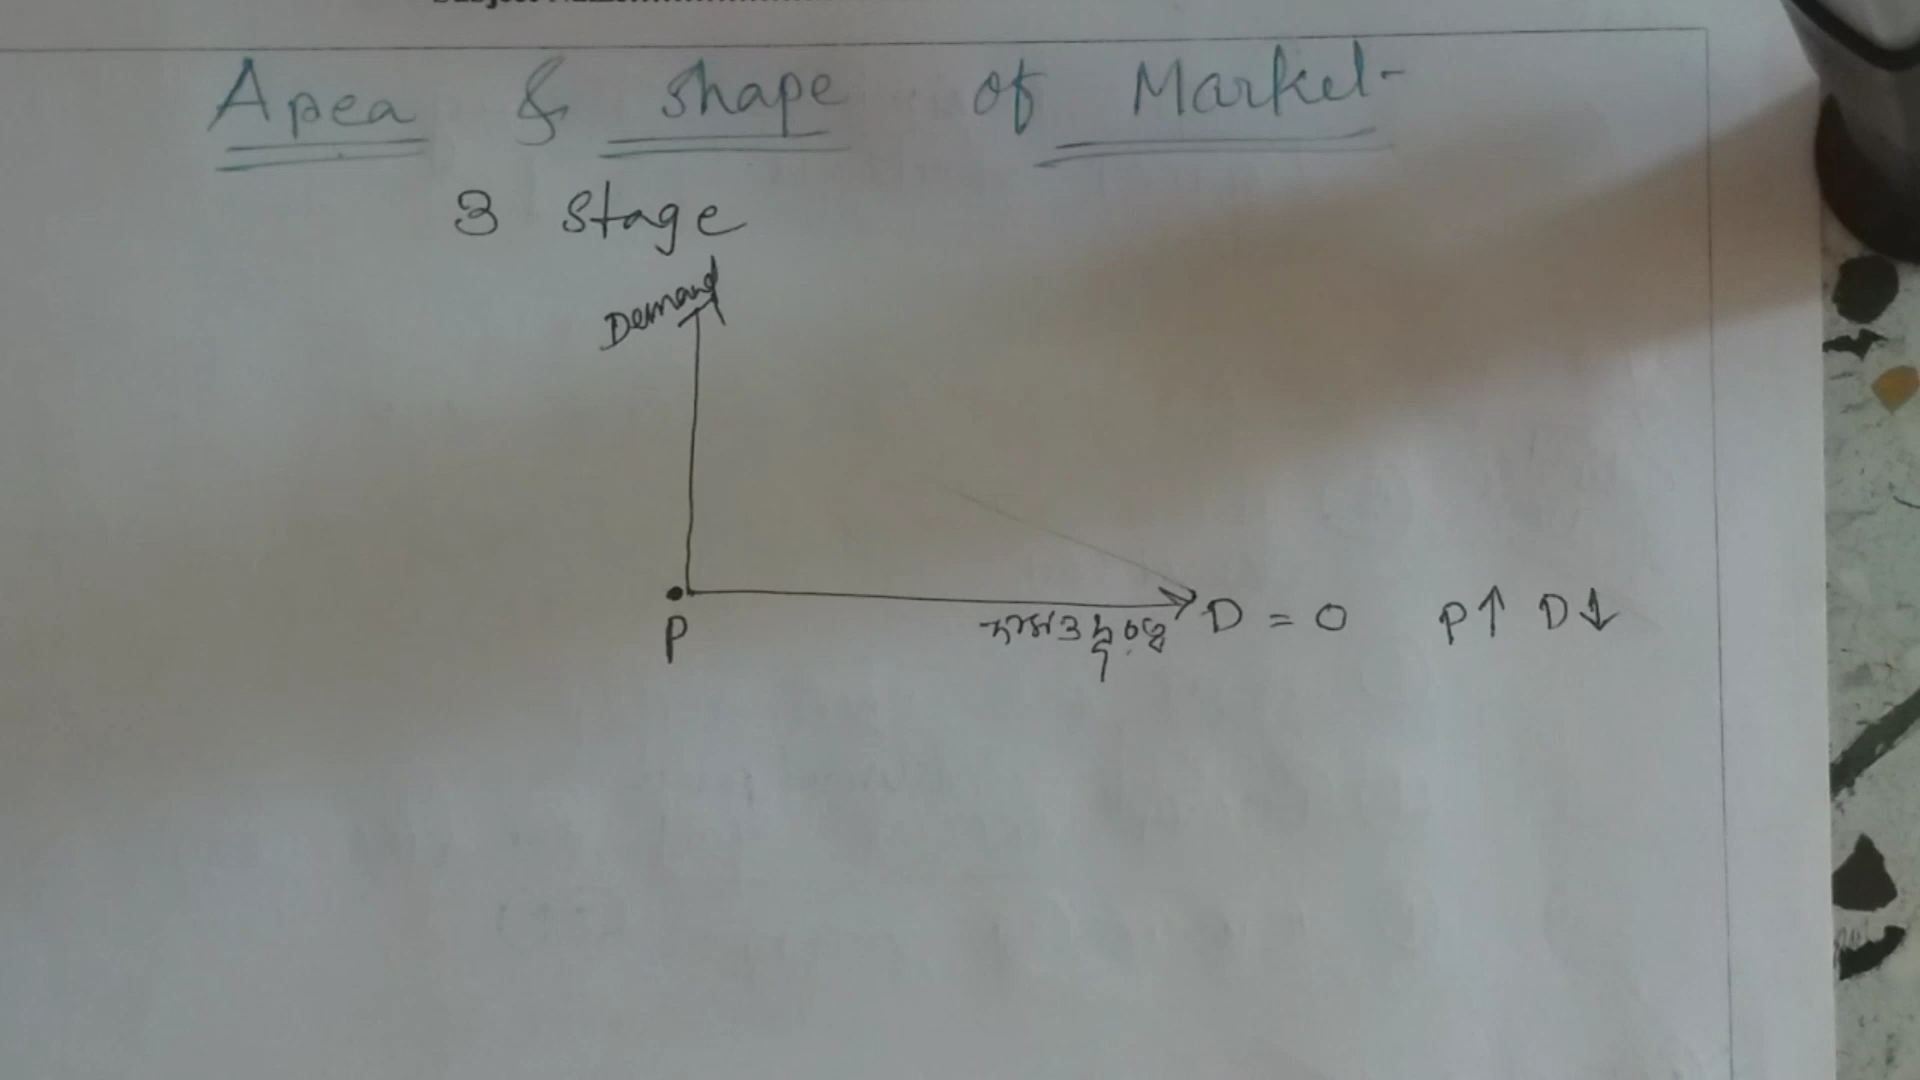 Area & shape of Market-
3 Stage
Demand
P
D = 0 P↑ D↓